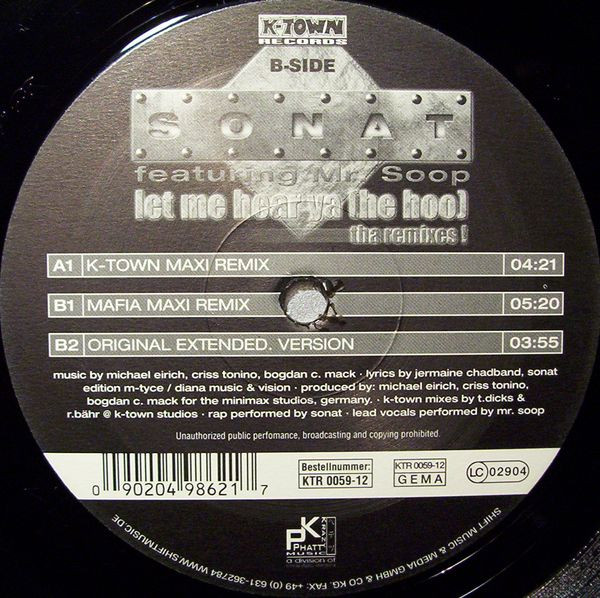 K-TOWN
RECORDS
B-SIDE
SONAT
featuring Mr. Soop
let me hear ya (he hoo)
tha remixes !
A1 K-TOWN MAXI REMIX 04:21
B1 MAFIA MAXI REMIX 05:20
B2 ORIGINAL EXTENDED. VERSION 03:55
music by michael eirich, criss tonino, bogdan c. mack · lyrics by jermaine chadband, sonat
edition m-tyce / diana music & vision · produced by: michael eirich, criss tonino,
bogdan c. mack for the minimax studios, germany. · k-town mixes by t.dicks &
r.bähr @ k-town studios · rap performed by sonat · lead vocals performed by mr. soop
Unauthorized public perfomance, broadcasting and copying prohibited.
0 90204 98621 7
Bestellnummer:
KTR 0059-12
KTR 0059-12
GEMA
LC 02904
PK
PHATT
KRAZY
MUSIC
a division of
SHIFT MUSIC & MEDIA GMBH & CO KG. FAX: +49 (0) 631-362784 WWW.SHIFTMUSIC.DE